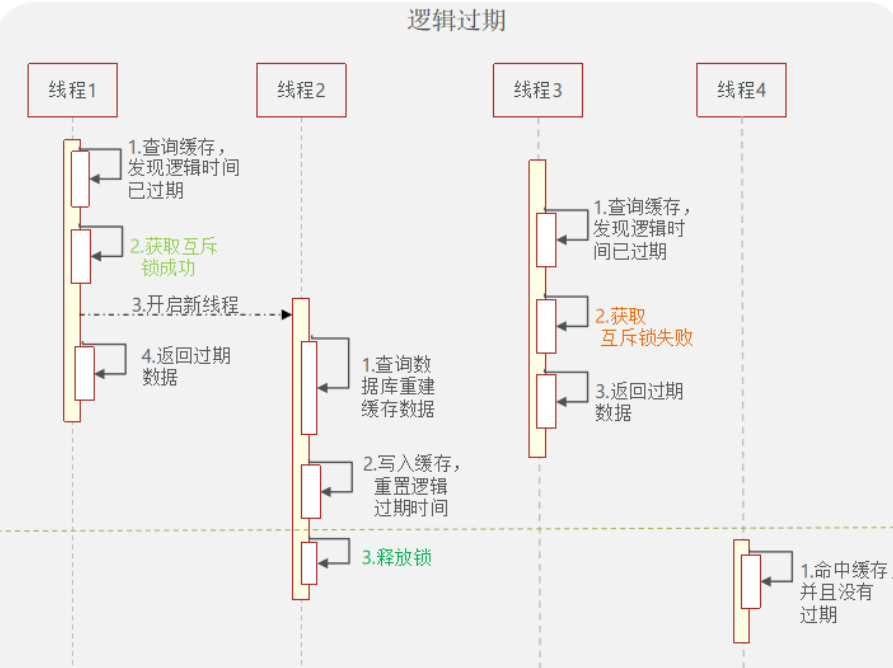 逻辑过期
线程1
线程2
线程3
线程4
1.查询缓存，
发现逻辑时间
已过期
2.获取互斥
锁成功
3.开启新线程
4.返回过期
数据
1.查询数
据库重建
缓存数据
2.写入缓存，
重置逻辑
过期时间
3.释放锁
1.查询缓存，
发现逻辑时
间已过期
2.获取
互斥锁失败
3.返回过期
数据
1.命中缓存，
并且没有
过期